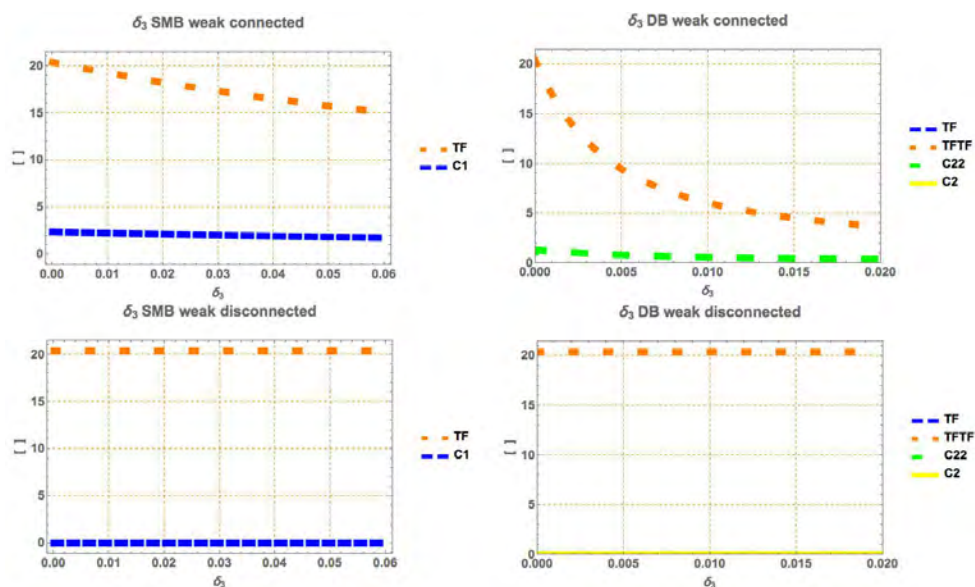 δ3 SMB weak connected
20
15
10
5
0
[ ]
0.00 0.01 0.02 0.03 0.04 0.05 0.06
δ3
TF
C1
δ3 DB weak connected
20
15
10
5
0
[ ]
0.000 0.005 0.010 0.015 0.020
δ3
TF
TFTF
C22
C2
δ3 SMB weak disconnected
20
15
10
5
0
[ ]
0.00 0.01 0.02 0.03 0.04 0.05 0.06
δ3
TF
C1
δ3 DB weak disconnected
20
15
10
5
0
[ ]
0.000 0.005 0.010 0.015 0.020
δ3
TF
TFTF
C22
C2